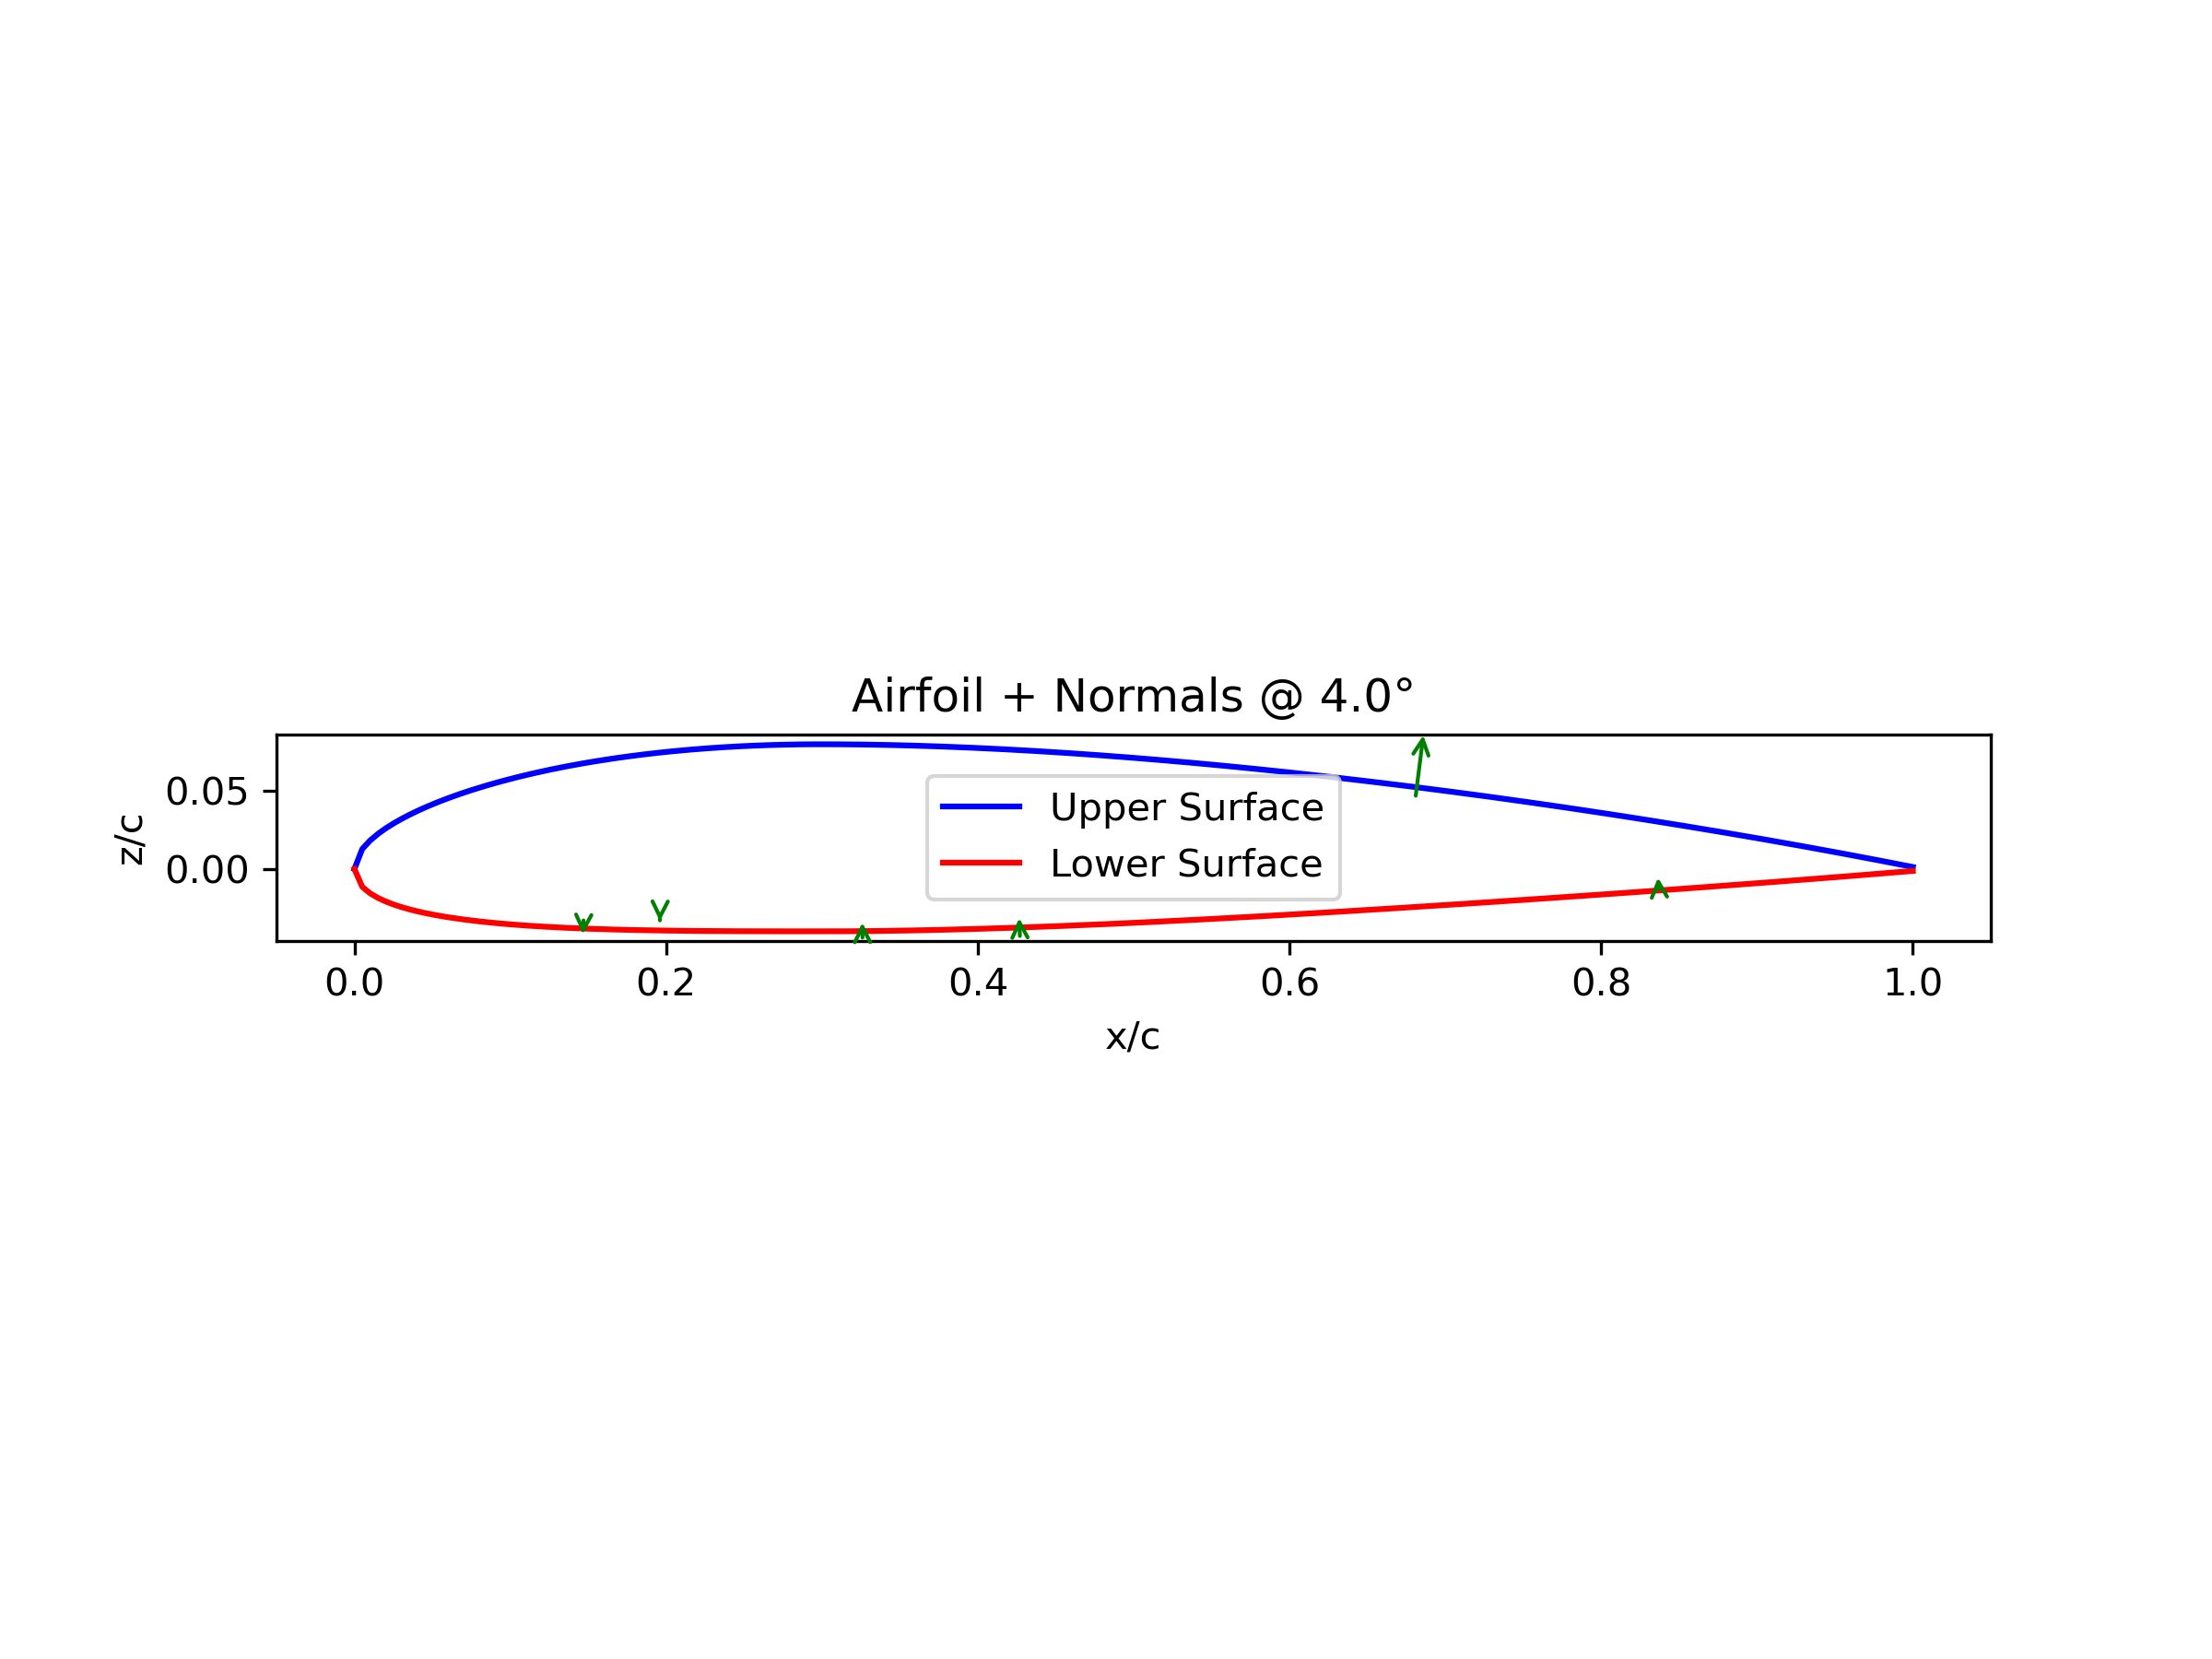 Airfoil + Normals @ 4.0°
z/c
0.05
0.00
Upper Surface
Lower Surface
0.0 0.2 0.4 0.6 0.8 1.0
x/c